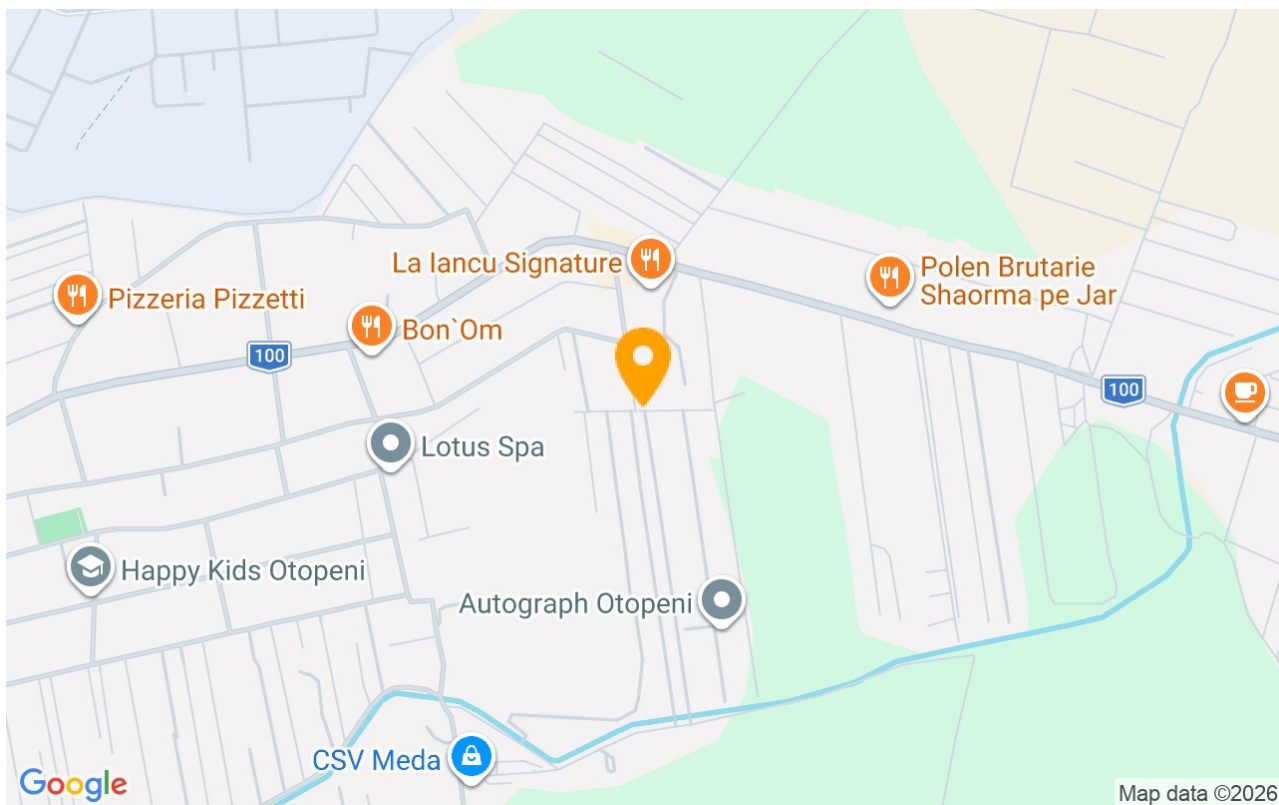 La Iancu Signature
Polen Brutarie
Shaorma pe Jar
Pizzeria Pizzetti
Bon`Om
100
100
Lotus Spa
Happy Kids Otopeni
Autograph Otopeni
CSV Meda
Google
Map data ©2026